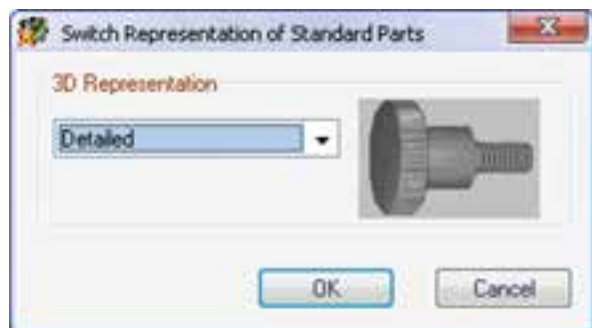 Switch Representation of Standard Parts
3D Representation
Detailed
OK
Cancel